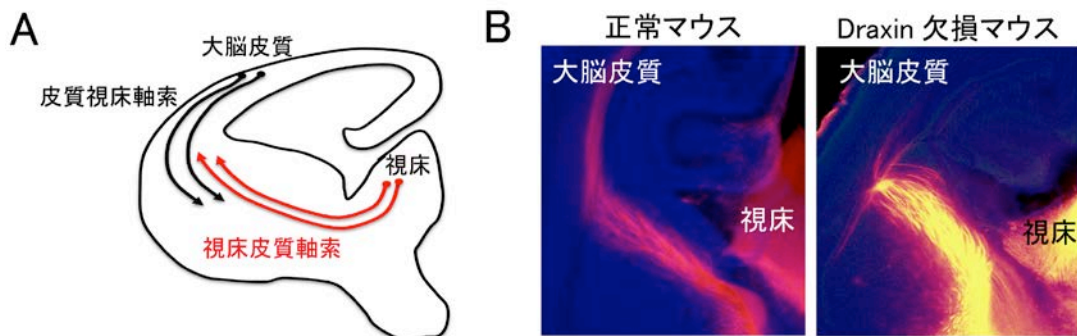 A
大脳皮質
皮質視床軸索
視床
視床皮質軸索
B
正常マウス
大脳皮質
視床
Draxin 欠損マウス
大脳皮質
視床